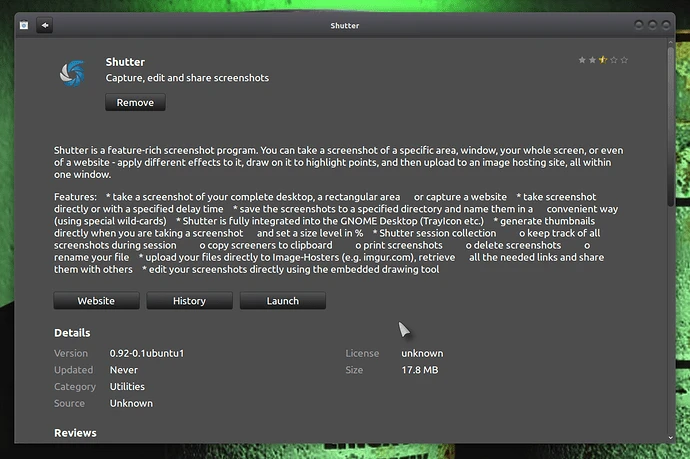 Shutter
Shutter
Capture, edit and share screenshots
Remove
Shutter is a feature-rich screenshot program. You can take a screenshot of a specific area, window, your whole screen, or even
of a website - apply different effects to it, draw on it to highlight points, and then upload to an image hosting site, all within
one window.
Features:   * take a screenshot of your complete desktop, a rectangular area     or capture a website   * take screenshot
directly or with a specified delay time   * save the screenshots to a specified directory and name them in a     convenient way
(using special wild-cards)   * Shutter is fully integrated into the GNOME Desktop (TrayIcon etc.)   * generate thumbnails
directly when you are taking a screenshot     and set a size level in %   * Shutter session collection       o keep track of all
screenshots during session       o copy screeners to clipboard       o print screenshots       o delete screenshots       o
rename your file   * upload your files directly to Image-Hosters (e.g. imgur.com), retrieve     all the needed links and share
them with others   * edit your screenshots directly using the embedded drawing tool
Website
History
Launch
Details
Version 0.92-0.1ubuntu1
License unknown
Updated Never
Size 17.8 MB
Category Utilities
Source Unknown
Reviews